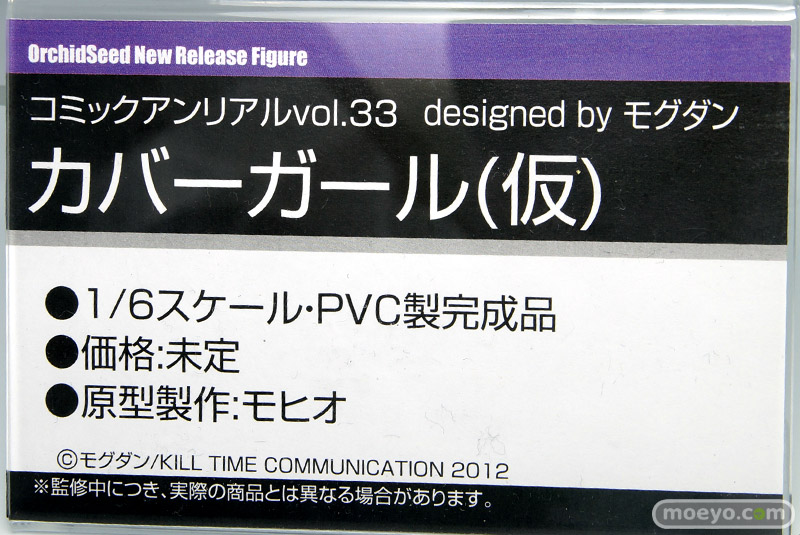 OrchidSeed New Release Figure
コミックアンリアルvol.33 designed by モグダン
カバーガール(仮)
●1/6スケール・PVC製完成品
●価格:未定
●原型製作:モヒオ
©モグダン/KILL TIME COMMUNICATION 2012
※監修中につき、実際の商品とは異なる場合があります。
moeyo.com